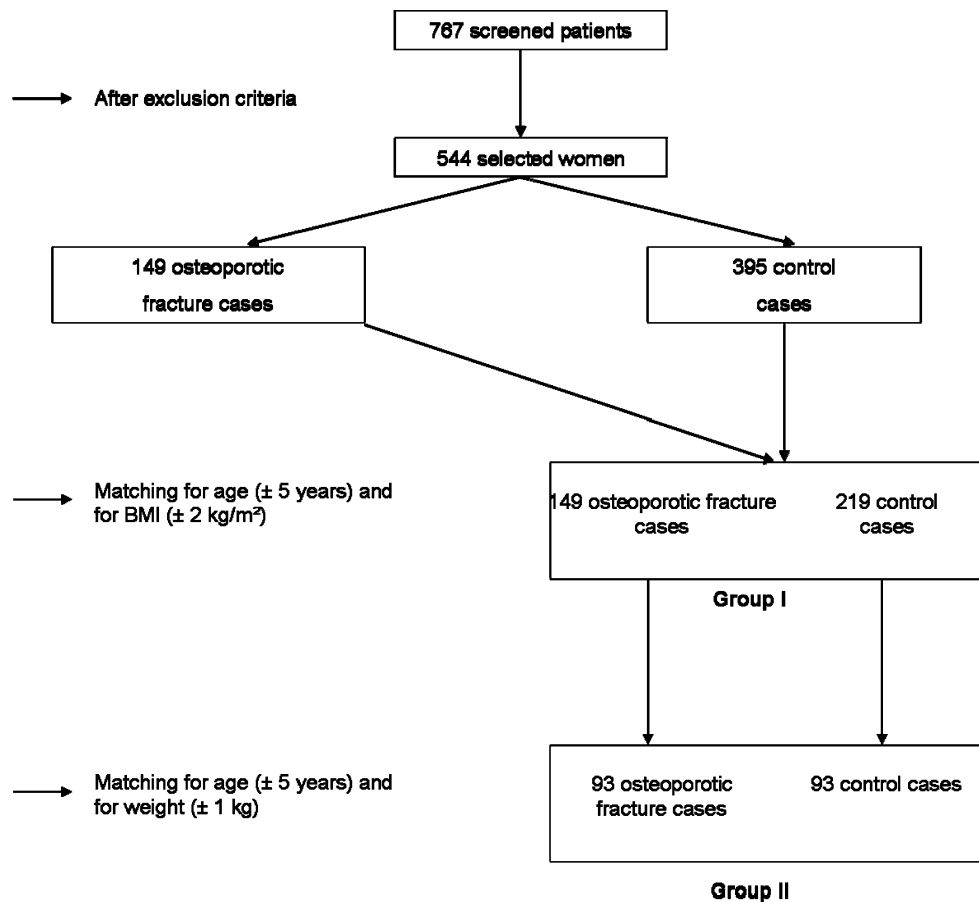 767 screened patients
After exclusion criteria
544 selected women
149 osteoporotic
fracture cases
395 control
cases
Matching for age (± 5 years) and
for BMI (± 2 kg/m²)
149 osteoporotic fracture
cases
219 control
cases
Group I
Matching for age (± 5 years) and
for weight (± 1 kg)
93 osteoporotic
fracture cases
93 control cases
Group II